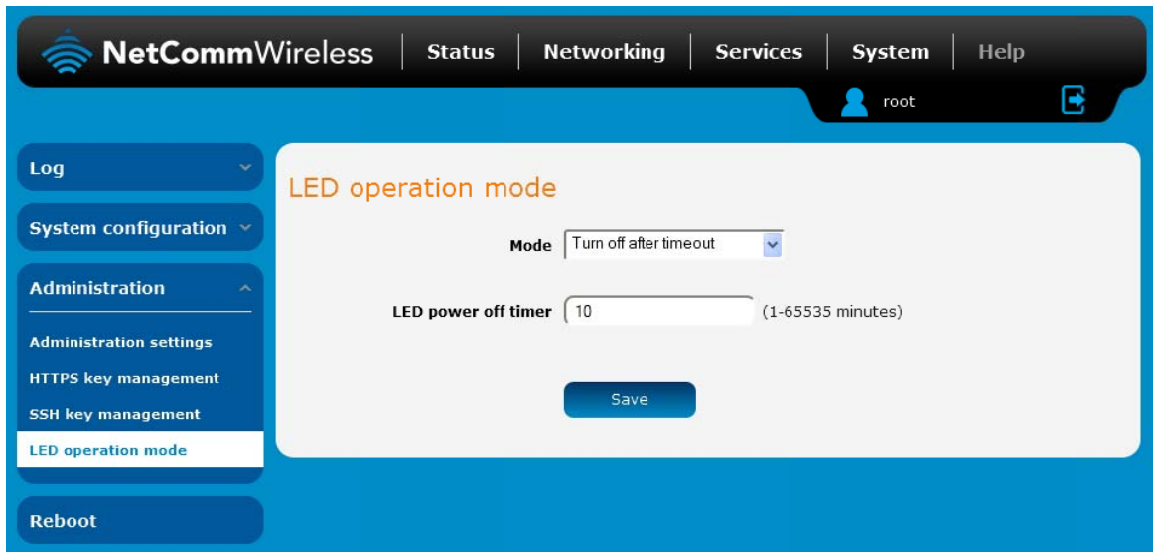 NetCommWireless Status Networking Services System Help
root
Log
System configuration
Administration
Administration settings
HTTPS key management
SSH key management
LED operation mode
Reboot
LED operation mode
Mode Turn off after timeout
LED power off timer 10 (1-65535 minutes)
Save